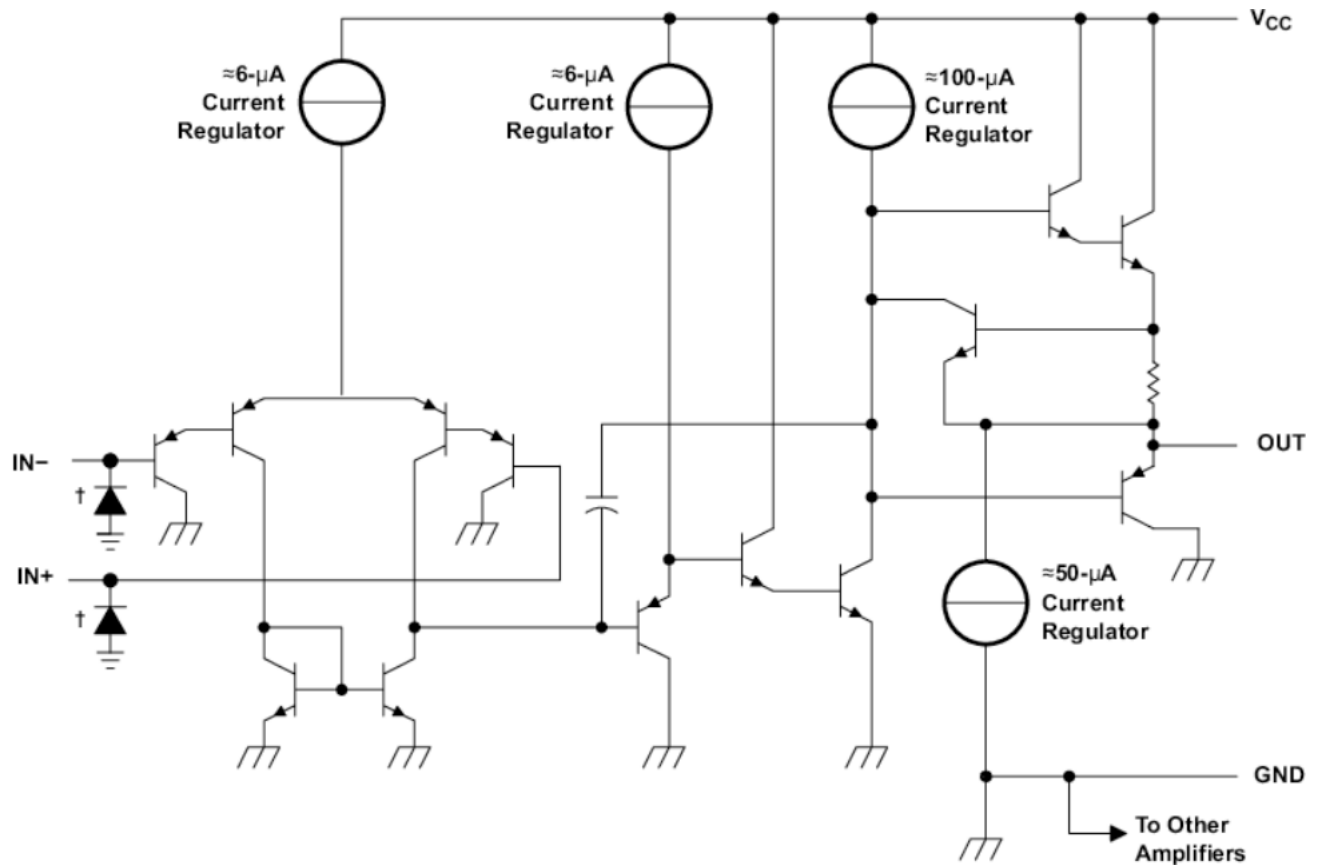 V_CC
≈6-μA
Current
Regulator
≈6-μA
Current
Regulator
≈100-μA
Current
Regulator
IN−
†
IN+
†
OUT
≈50-μA
Current
Regulator
GND
To Other
Amplifiers